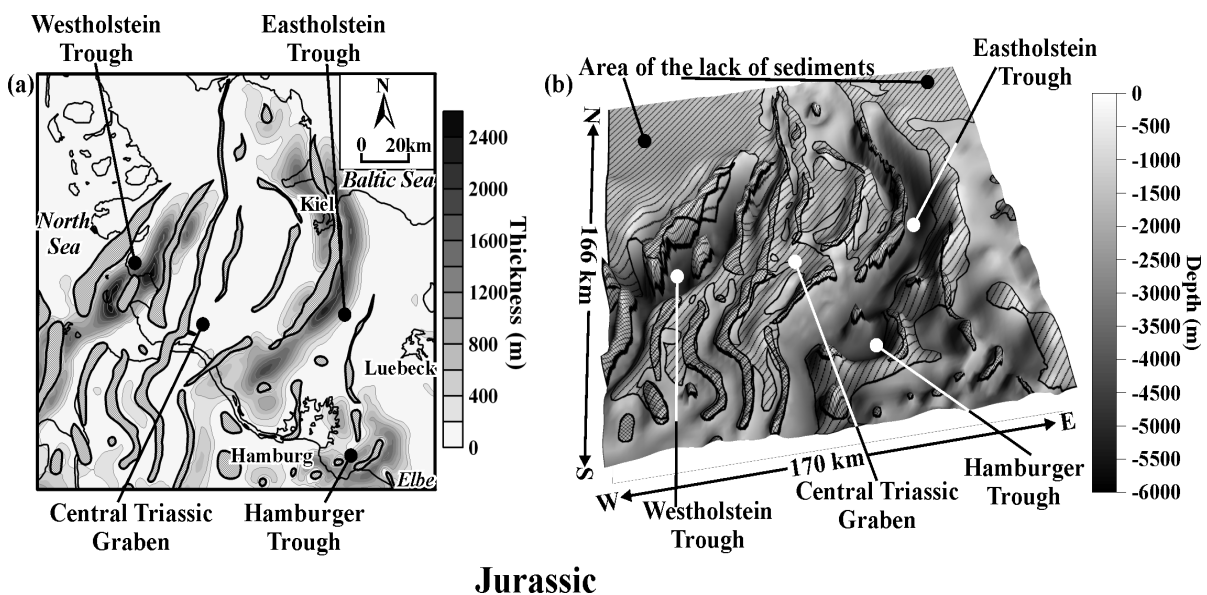 Westholstein
Trough
Eastholstein
Trough
(a)
N
0 20km
Baltic Sea
Kiel
North
Sea
Luebeck
Hamburg
Elbe
Central Triassic
Graben
Hamburger
Trough
2400
2000
1600
1200
800
400
0
Thickness (m)
(b)
Area of the lack of sediments
Eastholstein
Trough
N
166 km
S
W
170 km
E
Westholstein
Trough
Central Triassic
Graben
Hamburger
Trough
0
-500
-1000
-1500
-2000
-2500
-3000
-3500
-4000
-4500
-5000
-5500
-6000
Depth (m)
Jurassic